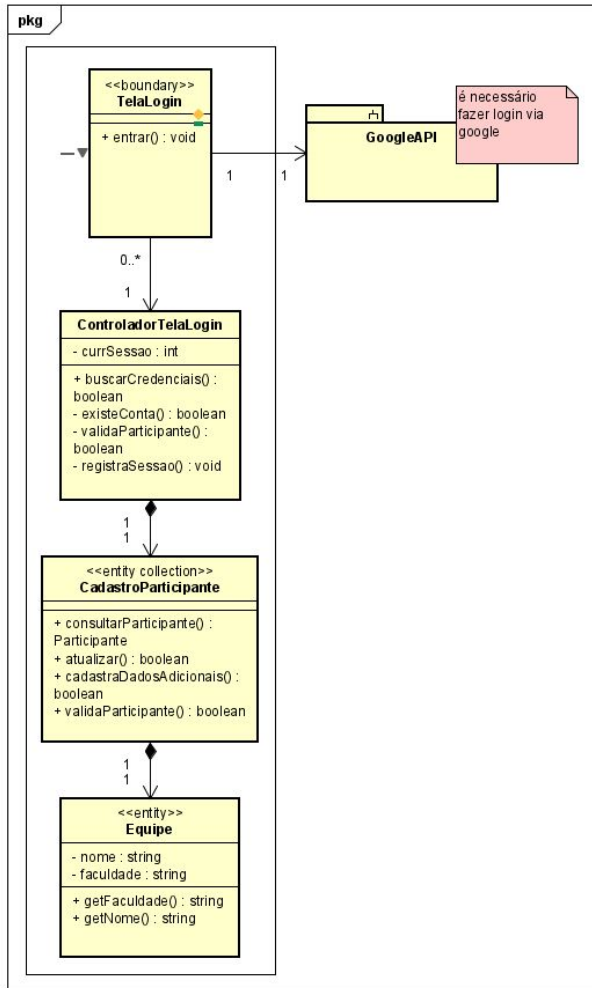 pkg
<<boundary>>
TelaLogin
+ entrar() : void
é necessário
fazer login via
google
GoogleAPI
1
1
0..*
1
ControladorTelaLogin
- currSessao : int
+ buscarCredenciais() :
boolean
- existeConta() : boolean
- validaParticipante() :
boolean
- registraSessao() : void
1
1
<<entity collection>>
CadastroParticipante
+ consultarParticipante() :
Participante
+ atualizar() : boolean
+ cadastraDadosAdicionais() :
boolean
+ validaParticipante() : boolean
1
1
<<entity>>
Equipe
- nome : string
- faculdade : string
+ getFaculdade() : string
+ getNome() : string